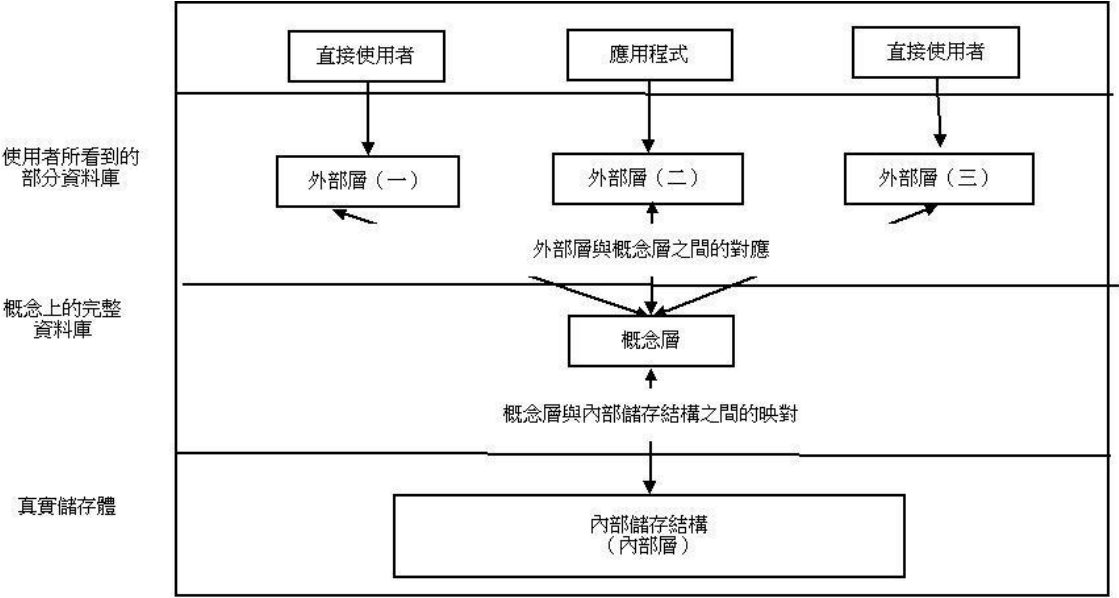 直接使用者
應用程式
直接使用者
使用者所看到的
部分資料庫
外部層（一）
外部層（二）
外部層（三）
外部層與概念層之間的對應
概念上的完整
資料庫
概念層
概念層與內部儲存結構之間的映對
真實儲存體
內部儲存結構
（內部層）